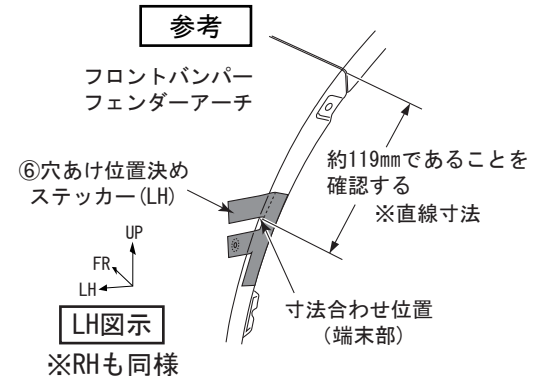 参考
フロントバンパー
フェンダーアーチ
⑥穴あけ位置決め
ステッカー(LH)
約119mmであることを
確認する
※直線寸法
UP
FR
LH
寸法合わせ位置
(端末部)
LH図示
※RHも同様